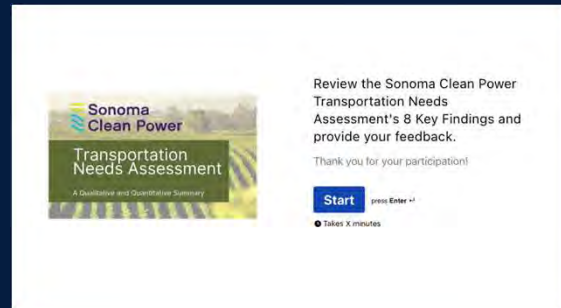 Sonoma
Clean Power
Transportation
Needs Assessment
A Qualitative and Quantitative Summary
Review the Sonoma Clean Power
Transportation Needs
Assessment's 8 Key Findings and
provide your feedback.
Thank you for your participation!
Start press Enter ↵
Takes X minutes